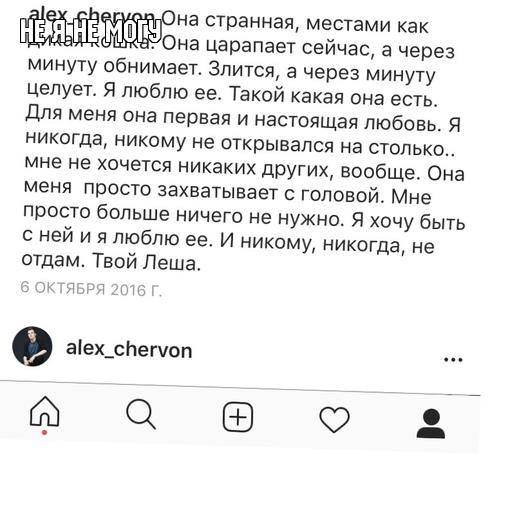 alex_chervon Она странная, местами как
НЕ Я НЕ МОГУ
дикая кошка. Она царапает сейчас, а через
минуту обнимает. Злится, а через минуту
целует. Я люблю ее. Такой какая она есть.
Для меня она первая и настоящая любовь. Я
никогда, никому не открывался на столько..
мне не хочется никаких других, вообще. Она
меня просто захватывает с головой. Мне
просто больше ничего не нужно. Я хочу быть
с ней и я люблю ее. И никому, никогда, не
отдам. Твой Леша.
6 ОКТЯБРЯ 2016 Г.
alex_chervon